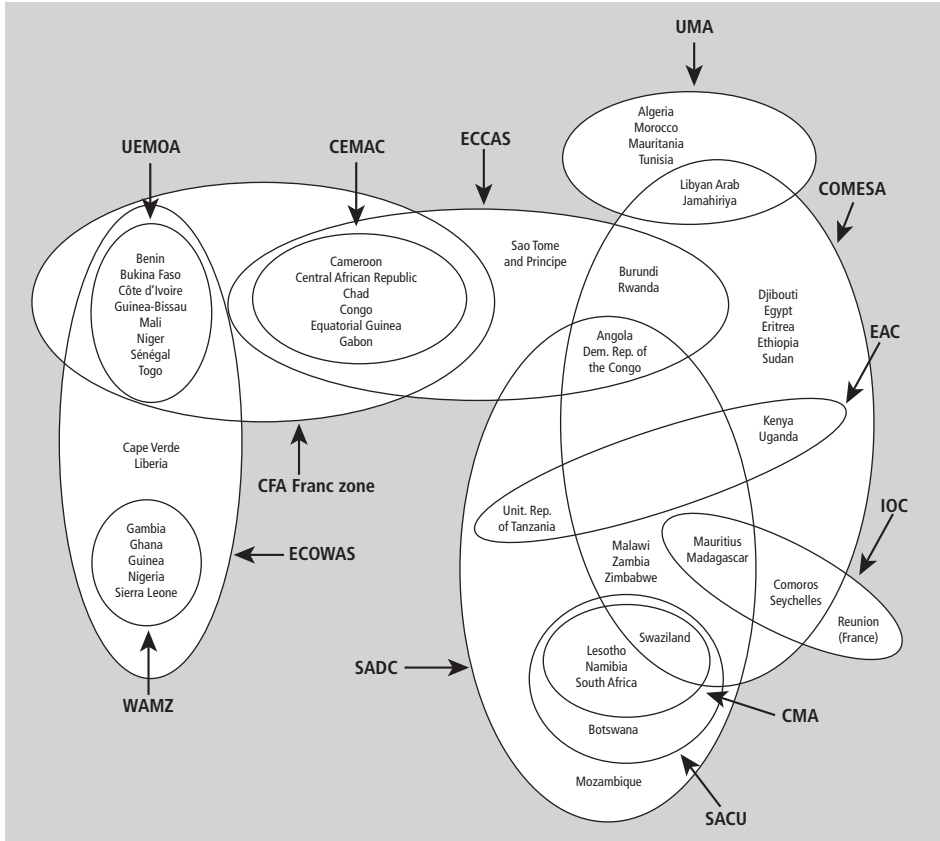 UMA
Algeria
Morocco
Mauritania
Tunisia
Libyan Arab
Jamahiriya
UEMOA
CEMAC
ECCAS
COMESA
Benin
Bukina Faso
Côte d'Ivoire
Guinea-Bissau
Mali
Niger
Sénégal
Togo
Cameroon
Central African Republic
Chad
Congo
Equatorial Guinea
Gabon
Sao Tome
and Principe
Burundi
Rwanda
Angola
Dem. Rep. of
the Congo
Djibouti
Egypt
Eritrea
Ethiopia
Sudan
EAC
Kenya
Uganda
Cape Verde
Liberia
CFA Franc zone
Unit. Rep.
of Tanzania
IOC
Gambia
Ghana
Guinea
Nigeria
Sierra Leone
ECOWAS
Malawi
Zambia
Zimbabwe
Mauritius
Madagascar
Comoros
Seychelles
Reunion
(France)
SADC
Swaziland
Lesotho
Namibia
South Africa
WAMZ
CMA
Botswana
Mozambique
SACU